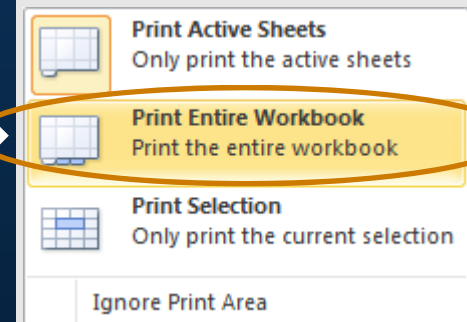 Print Active Sheets
Only print the active sheets
Print Entire Workbook
Print the entire workbook
Print Selection
Only print the current selection
Ignore Print Area